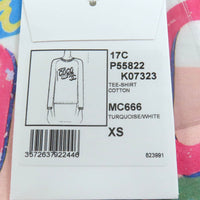 17C
P55822
K07323
TEE-SHIRT
COTTON
MC666
TURQUOISE/WHITE
XS
3572637922446
823991